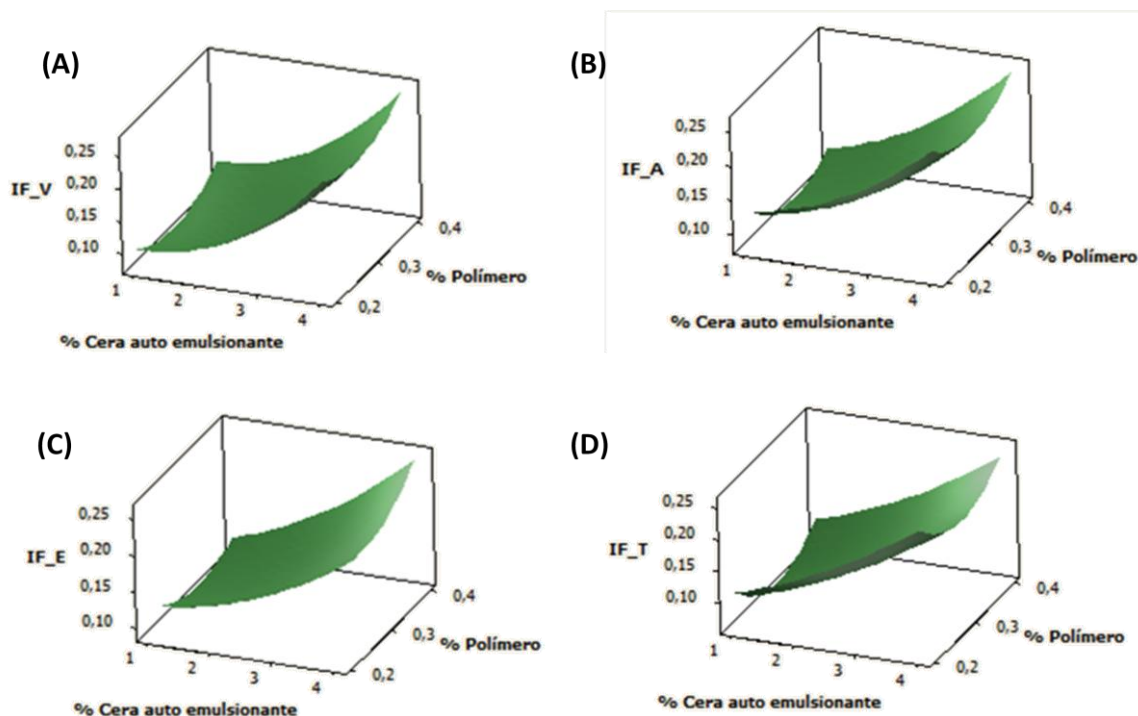 (A)
0,25
0,20
IF_V
0,15
0,10
0,4
0,3
% Polímero
0,2
1
2
3
4
% Cera auto emulsionante
(B)
0,25
0,20
IF_A
0,15
0,10
0,4
0,3
% Polímero
0,2
1
2
3
4
% Cera auto emulsionante
(C)
0,25
0,20
IF_E
0,15
0,10
0,4
0,3
% Polímero
0,2
1
2
3
4
% Cera auto emulsionante
(D)
0,25
0,20
IF_T
0,15
0,10
0,4
0,3
% Polímero
0,2
1
2
3
4
% Cera auto emulsionante